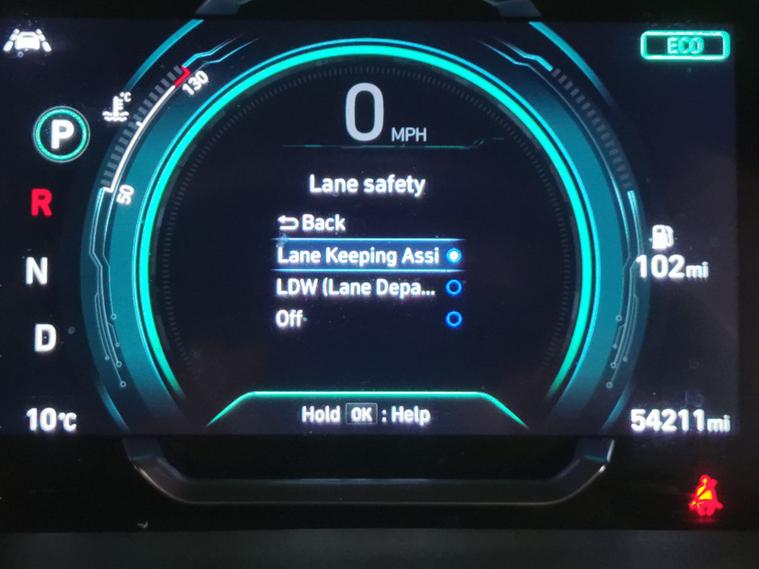 ECO
130
°C
P
50
0 MPH
Lane safety
R
Back
Lane Keeping Assi
N
102mi
LDW (Lane Depa...
Off
D
10°C
Hold OK : Help
54211mi